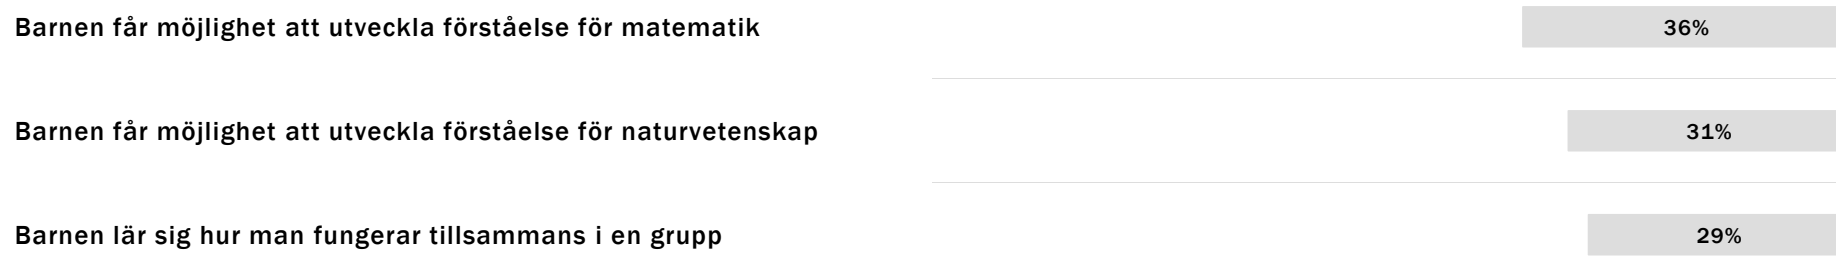 Barnen får möjlighet att utveckla förståelse för matematik 36%
Barnen får möjlighet att utveckla förståelse för naturvetenskap 31%
Barnen lär sig hur man fungerar tillsammans i en grupp 29%